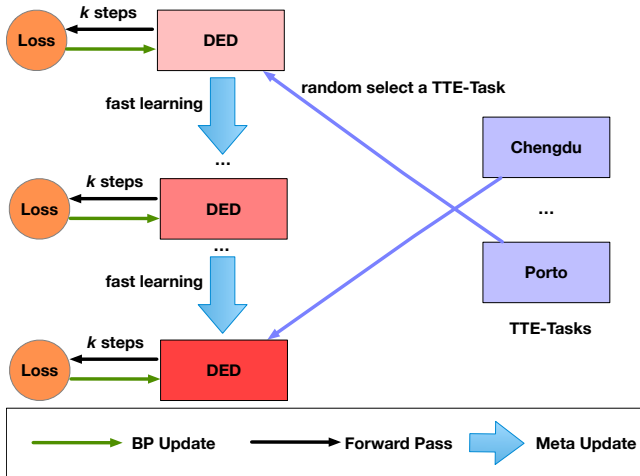 k steps
Loss
DED
fast learning
random select a TTE-Task
Chengdu
...
...
k steps
Loss
DED
...
Porto
fast learning
TTE-Tasks
k steps
Loss
DED
BP Update
Forward Pass
Meta Update